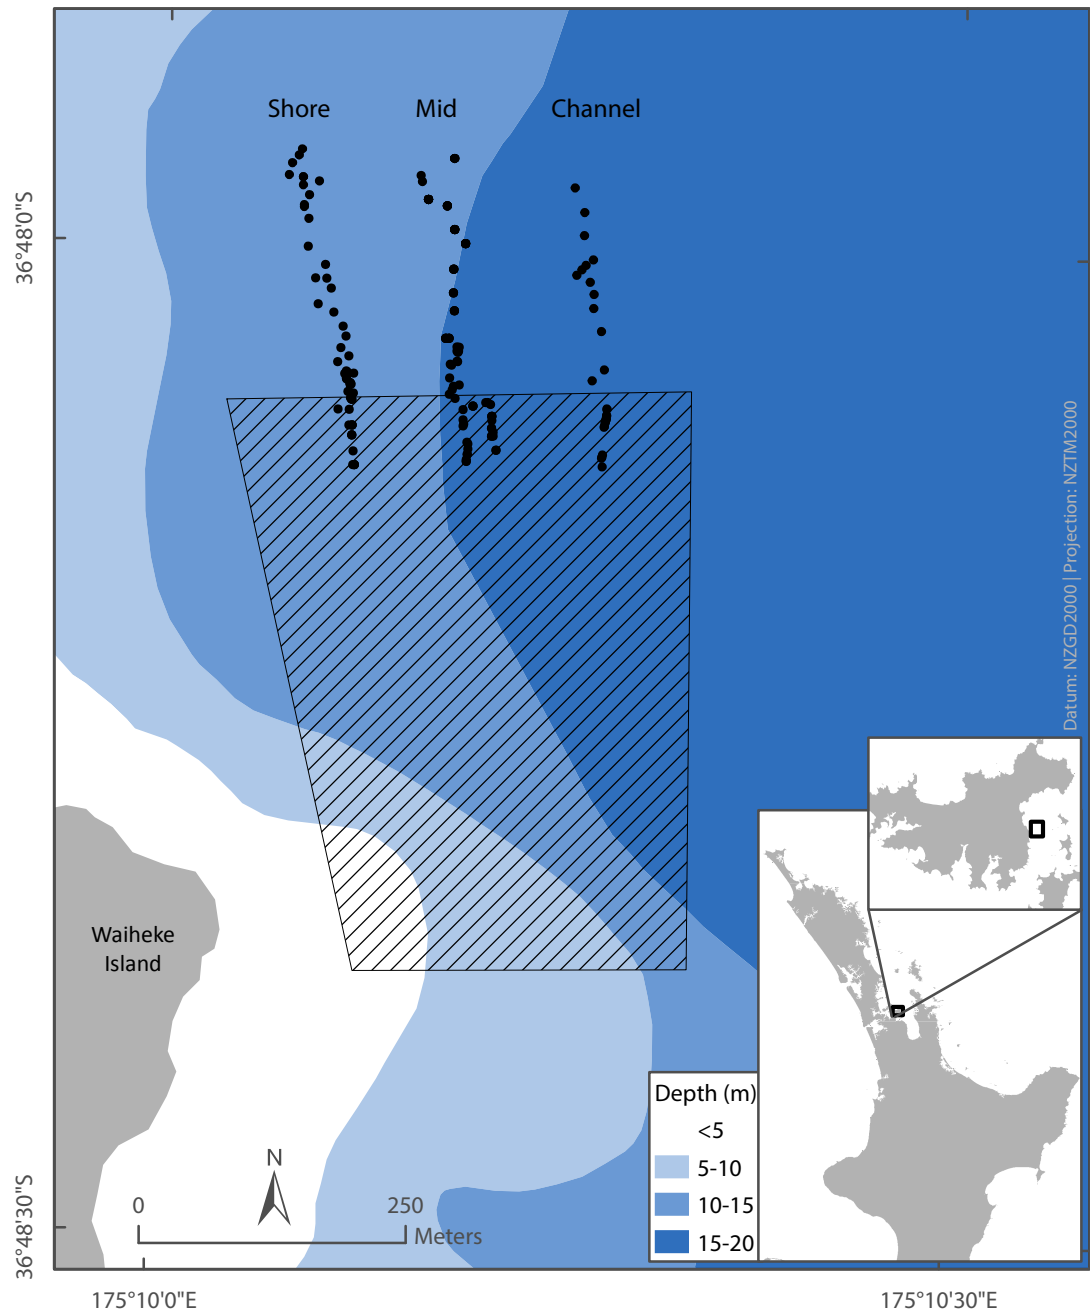 Shore Mid Channel
36°48'0"S
Datum: NZGD2000 | Projection: NZTM2000
Waiheke
Island
Depth (m)
<5
5-10
10-15
15-20
N
0 250
Meters
36°48'30"S
175°10'0"E 175°10'30"E